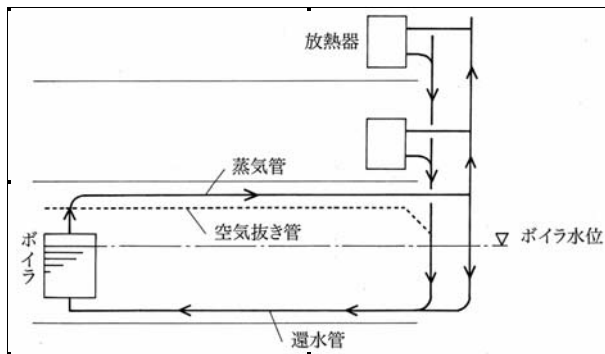 放熱器
蒸気管
空気抜き管
ボイラ
ボイラ水位
還水管